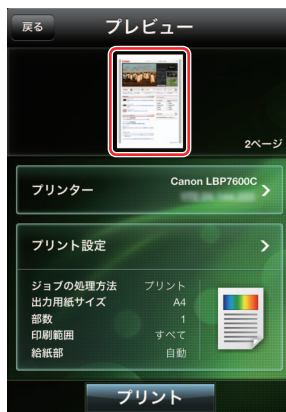 戻る プレビュー
2ページ
プリンター Canon LBP7600C
プリント設定
ジョブの処理方法 プリント
出力用紙サイズ A4
部数 1
印刷範囲 すべて
給紙部 自動
プリント